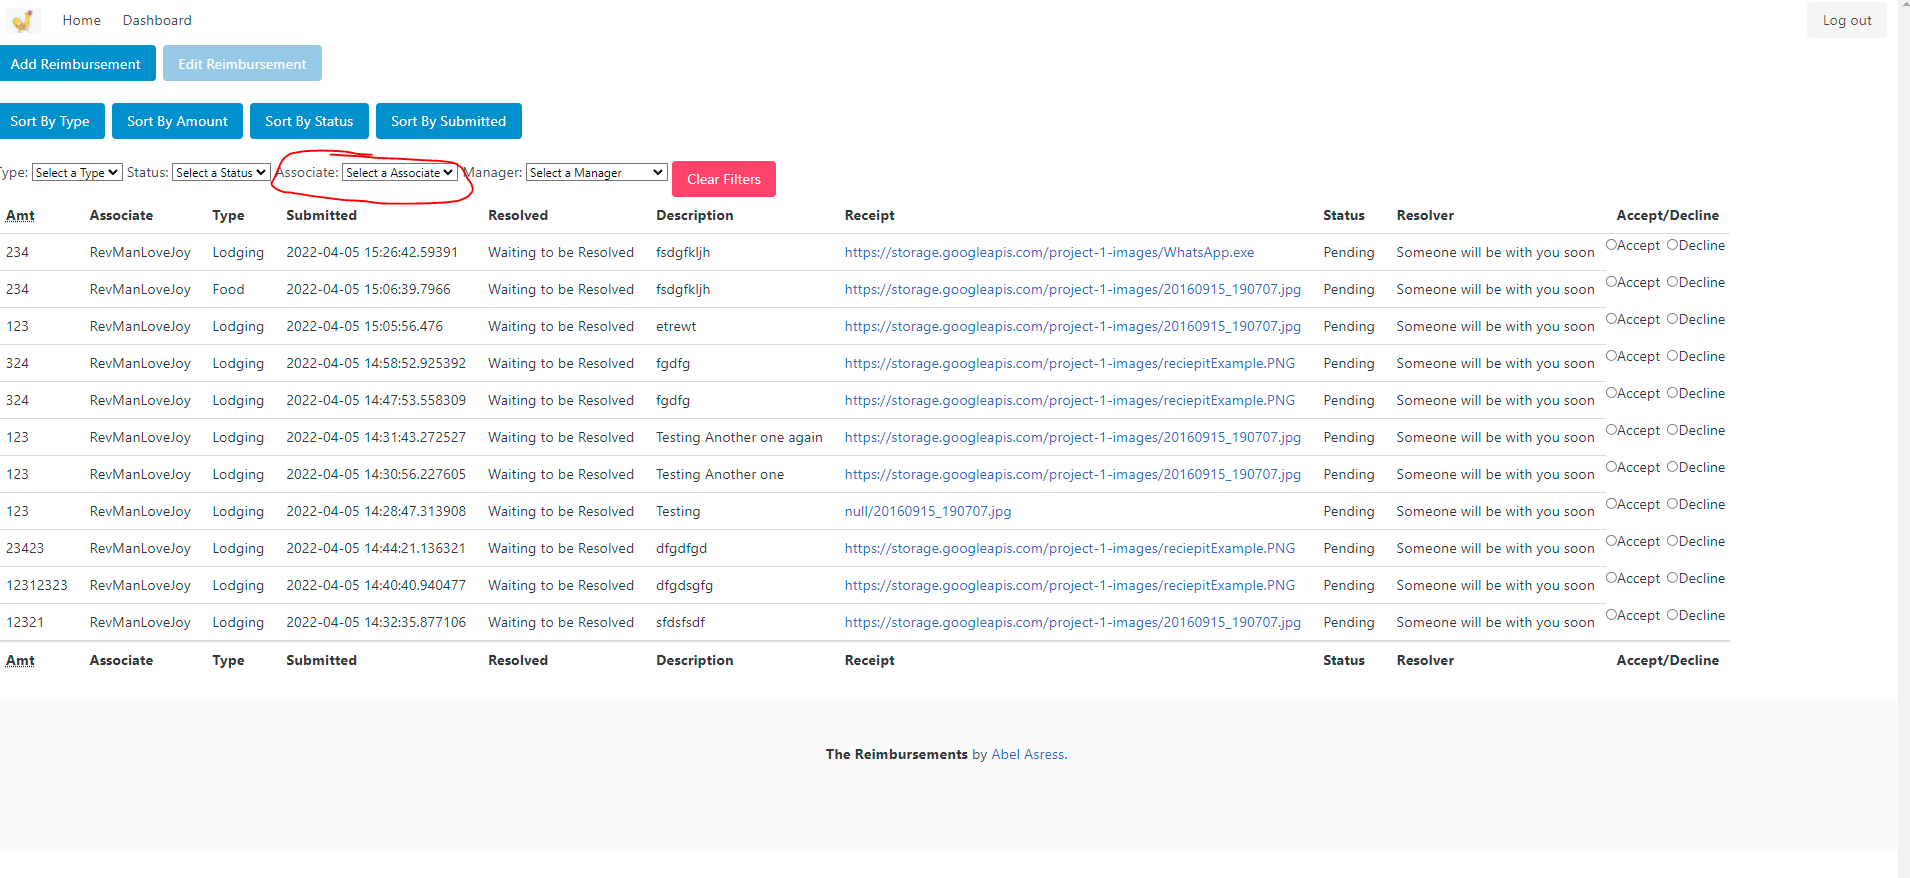 Home Dashboard Log out
Add Reimbursement Edit Reimbursement
Sort By Type Sort By Amount Sort By Status Sort By Submitted
ype: Select a Type Status: Select a Status Associate: Select a Associate Manager: Select a Manager Clear Filters
Amt Associate Type Submitted Resolved Description Receipt Status Resolver Accept/Decline
234 RevManLoveJoy Lodging 2022-04-05 15:26:42.59391 Waiting to be Resolved fsdgfkljh https://storage.googleapis.com/project-1-images/WhatsApp.exe Pending Someone will be with you soon Accept Decline
234 RevManLoveJoy Food 2022-04-05 15:06:39.7966 Waiting to be Resolved fsdgfkljh https://storage.googleapis.com/project-1-images/20160915_190707.jpg Pending Someone will be with you soon Accept Decline
123 RevManLoveJoy Lodging 2022-04-05 15:05:56.476 Waiting to be Resolved etrewt https://storage.googleapis.com/project-1-images/20160915_190707.jpg Pending Someone will be with you soon Accept Decline
324 RevManLoveJoy Lodging 2022-04-05 14:58:52.925392 Waiting to be Resolved fgdfg https://storage.googleapis.com/project-1-images/reciepitExample.PNG Pending Someone will be with you soon Accept Decline
324 RevManLoveJoy Lodging 2022-04-05 14:47:53.558309 Waiting to be Resolved fgdfg https://storage.googleapis.com/project-1-images/reciepitExample.PNG Pending Someone will be with you soon Accept Decline
123 RevManLoveJoy Lodging 2022-04-05 14:31:43.272527 Waiting to be Resolved Testing Another one again https://storage.googleapis.com/project-1-images/20160915_190707.jpg Pending Someone will be with you soon Accept Decline
123 RevManLoveJoy Lodging 2022-04-05 14:30:56.227605 Waiting to be Resolved Testing Another one https://storage.googleapis.com/project-1-images/20160915_190707.jpg Pending Someone will be with you soon Accept Decline
123 RevManLoveJoy Lodging 2022-04-05 14:28:47.313908 Waiting to be Resolved Testing null/20160915_190707.jpg Pending Someone will be with you soon Accept Decline
23423 RevManLoveJoy Lodging 2022-04-05 14:44:21.136321 Waiting to be Resolved dfgdfgd https://storage.googleapis.com/project-1-images/reciepitExample.PNG Pending Someone will be with you soon Accept Decline
12312323 RevManLoveJoy Lodging 2022-04-05 14:40:40.940477 Waiting to be Resolved dfgdsgfg https://storage.googleapis.com/project-1-images/reciepitExample.PNG Pending Someone will be with you soon Accept Decline
12321 RevManLoveJoy Lodging 2022-04-05 14:32:35.877106 Waiting to be Resolved sfdsfsdf https://storage.googleapis.com/project-1-images/20160915_190707.jpg Pending Someone will be with you soon Accept Decline
Amt Associate Type Submitted Resolved Description Receipt Status Resolver Accept/Decline
The Reimbursements by Abel Asress.